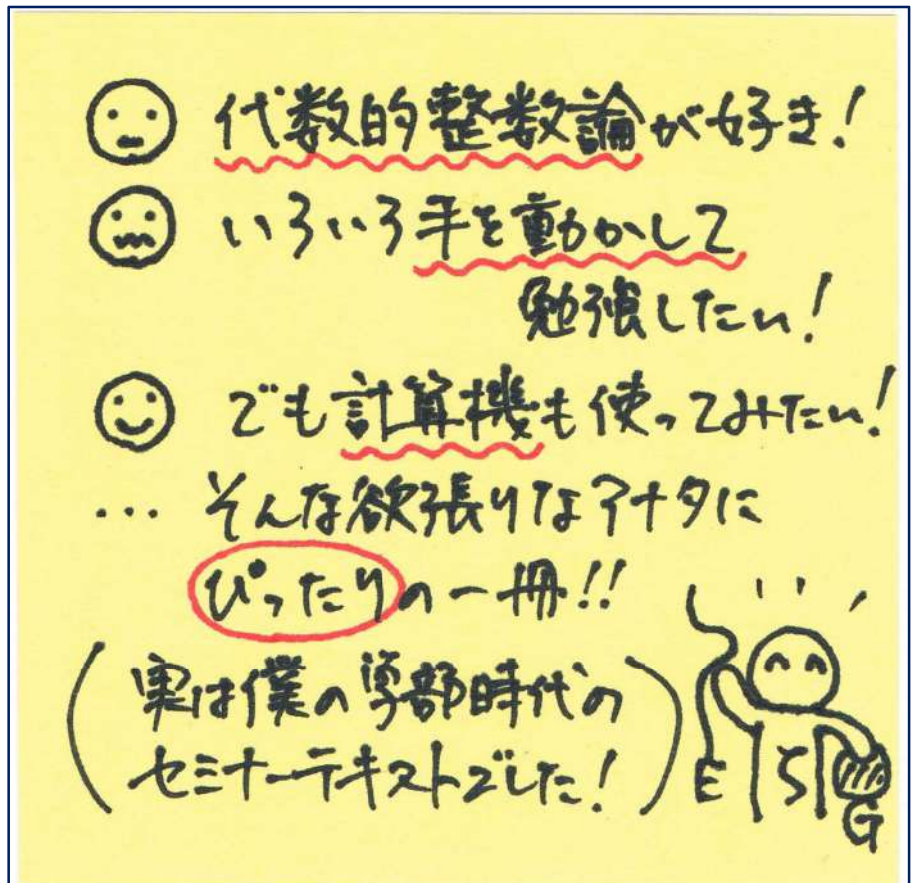 代数的整数論が好き!
いろいろ手を動かして
勉強したい!
でも計算機も使ってみたい!
… そんな欲張りなアナタに
ぴったりの一冊!!
(実は僕の学部時代の
セミナーテキストでした!)
E S
G